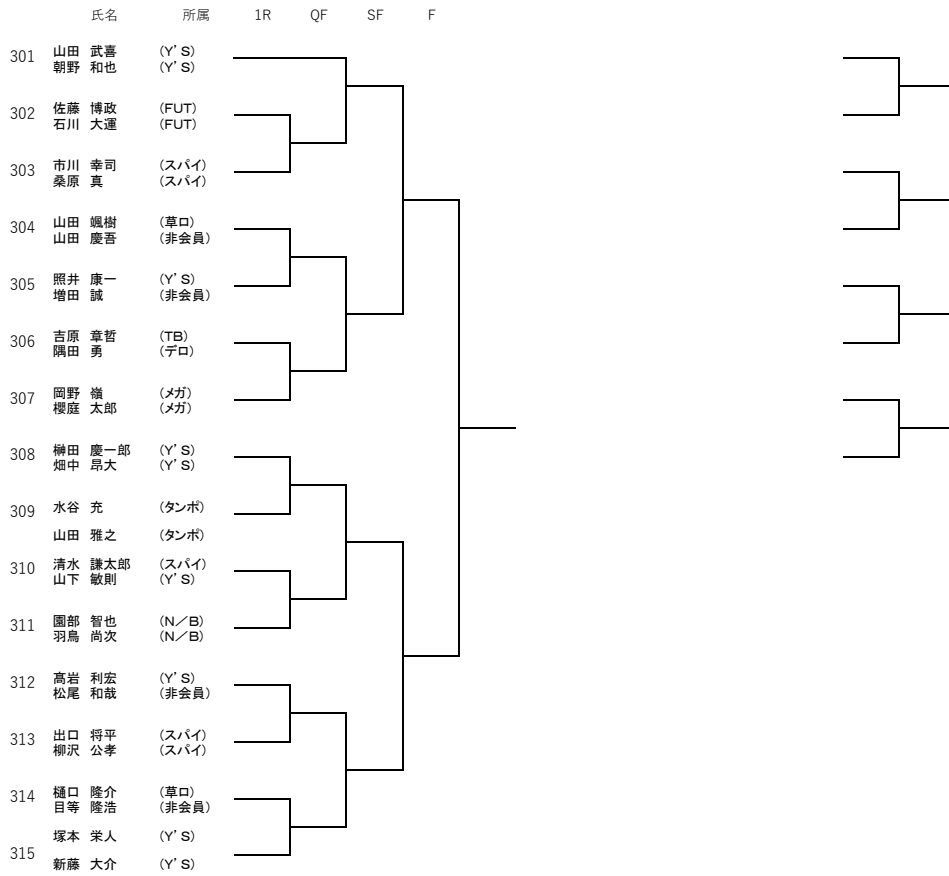 氏名 所属 1R QF SF F
301 山田 武喜 (Y'S)
朝野 和也 (Y'S)
302 佐藤 博政 (FUT)
石川 大運 (FUT)
303 市川 幸司 (スパイ)
桑原 真 (スパイ)
304 山田 颯樹 (草ロ)
山田 慶吾 (非会員)
305 照井 康一 (Y'S)
増田 誠 (非会員)
306 吉原 章哲 (TB)
隅田 勇 (デロ)
307 岡野 嶺 (メガ)
櫻庭 太郎 (メガ)
308 榊田 慶一郎 (Y'S)
畑中 昂大 (Y'S)
309 水谷 充 (タンポ)
山田 雅之 (タンポ)
310 清水 謙太郎 (スパイ)
山下 敏則 (Y'S)
311 園部 智也 (N/B)
羽鳥 尚次 (N/B)
312 髙岩 利宏 (Y'S)
松尾 和哉 (非会員)
313 出口 将平 (スパイ)
柳沢 公孝 (スパイ)
314 樋口 隆介 (草ロ)
目等 隆浩 (非会員)
塚本 栄人 (Y'S)
315
新藤 大介 (Y'S)